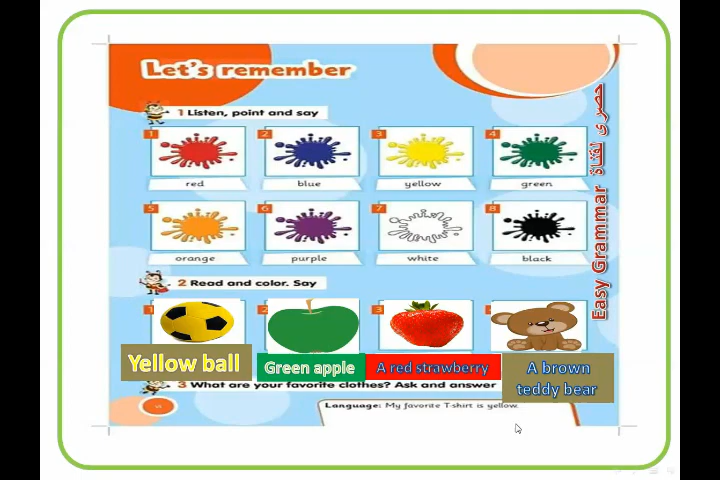 Let's remember
1 Listen, point and say
1 2 3 4
red blue yellow green
5 6 7 8
orange purple white black
2 Read and color. Say
1 2 3
Yellow ball
Green apple
A red strawberry
A brown
teddy bear
3 What are your favorite clothes? Ask and answer
Language: My favorite T-shirt is yellow.
Easy Grammar حصرى لقناة